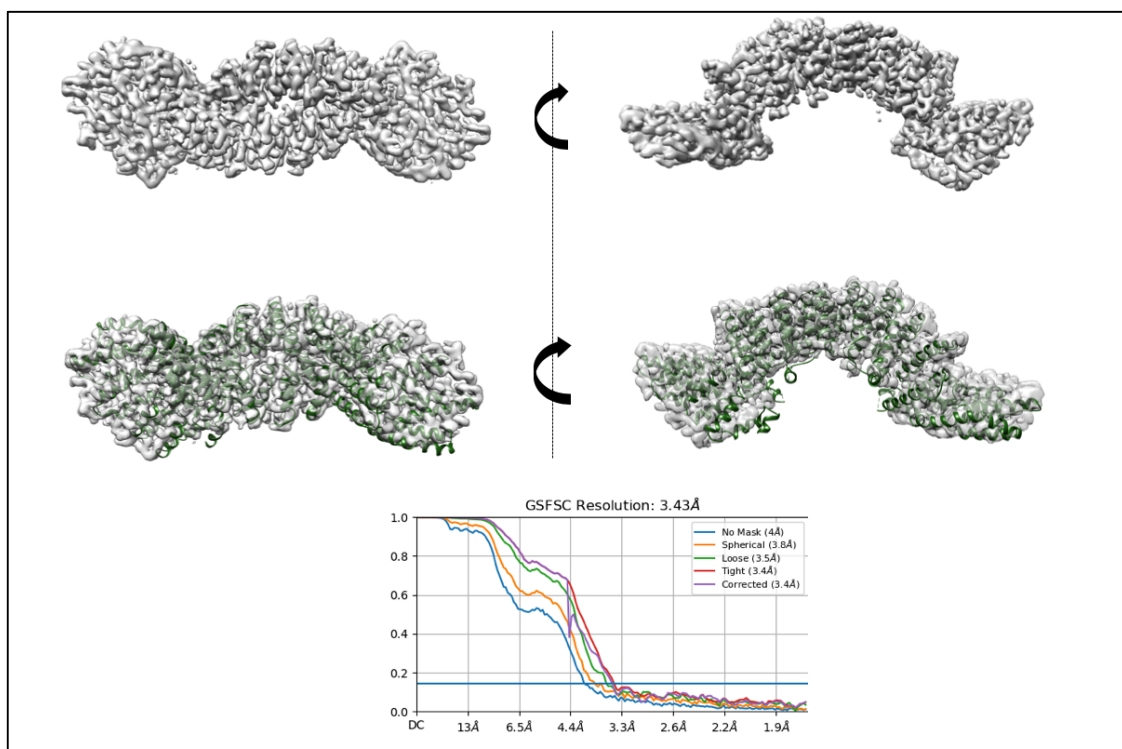 GSFSC Resolution: 3.43Å
1.0
0.8
0.6
0.4
0.2
0.0
No Mask (4Å)
Spherical (3.8Å)
Loose (3.5Å)
Tight (3.4Å)
Corrected (3.4Å)
DC 13Å 6.5Å 4.4Å 3.3Å 2.6Å 2.2Å 1.9Å